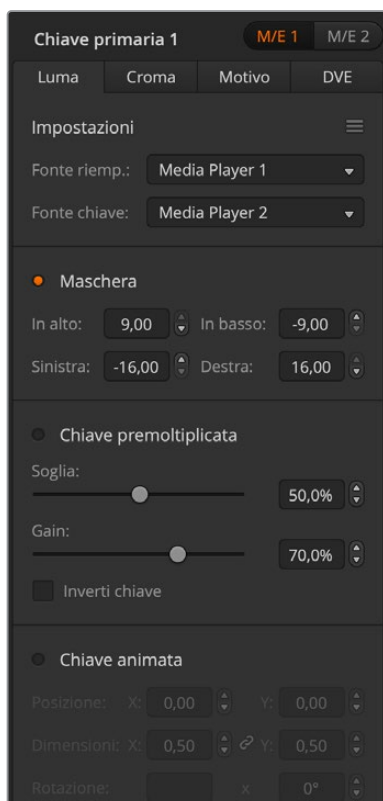 Chiave primaria 1 M/E 1 M/E 2
Luma Croma Motivo DVE
Impostazioni
Fonte riemp.: Media Player 1
Fonte chiave: Media Player 2
Maschera
In alto: 9,00 In basso: -9,00
Sinistra: -16,00 Destra: 16,00
Chiave premoltiplicata
Soglia:
50,0%
Gain:
70,0%
Inverti chiave
Chiave animata
Posizione: X: 0,00 Y: 0,00
Dimensioni: X: 0,50 Y: 0,50
Rotazione: x 0°